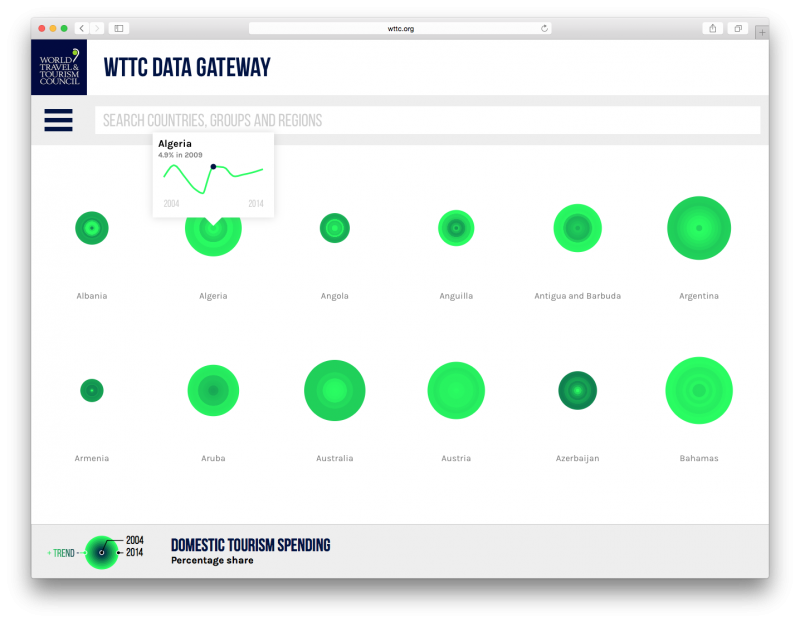 wttc.org
WORLD
TRAVEL &
TOURISM
COUNCIL
WTTC DATA GATEWAY
SEARCH COUNTRIES, GROUPS AND REGIONS
Algeria
4.9% in 2009
2004 2014
Albania Algeria Angola Anguilla Antigua and Barbuda Argentina
Armenia Aruba Australia Austria Azerbaijan Bahamas
+ TREND
2004
2014
DOMESTIC TOURISM SPENDING
Percentage share